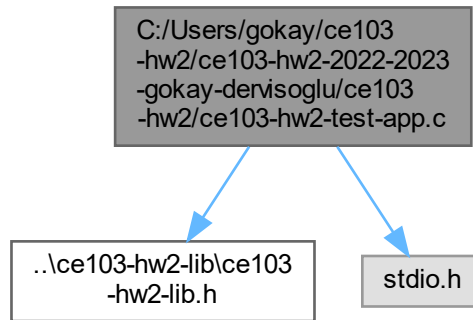 C:/Users/gokay/ce103
-hw2/ce103-hw2-2022-2023
-gokay-dervisoglu/ce103
-hw2/ce103-hw2-test-app.c
..\ce103-hw2-lib\ce103
-hw2-lib.h
stdio.h